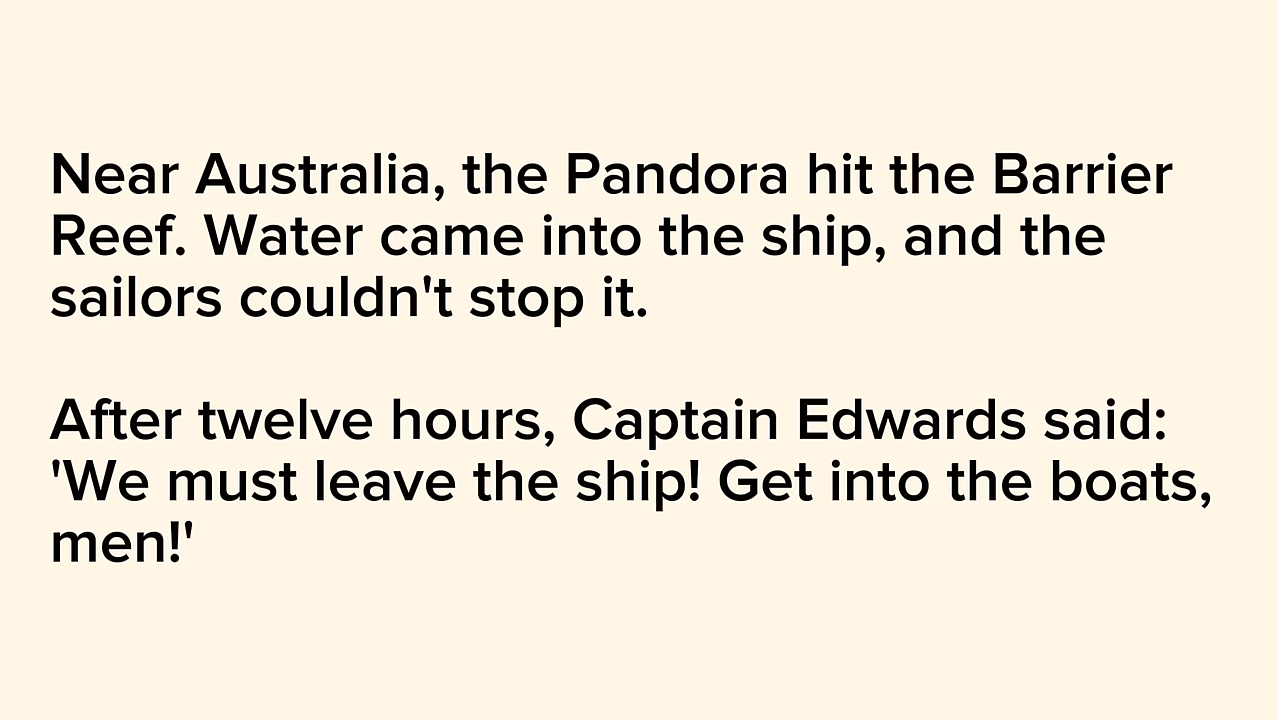 Near Australia, the Pandora hit the Barrier
Reef. Water came into the ship, and the
sailors couldn't stop it.
After twelve hours, Captain Edwards said:
'We must leave the ship! Get into the boats,
men!'